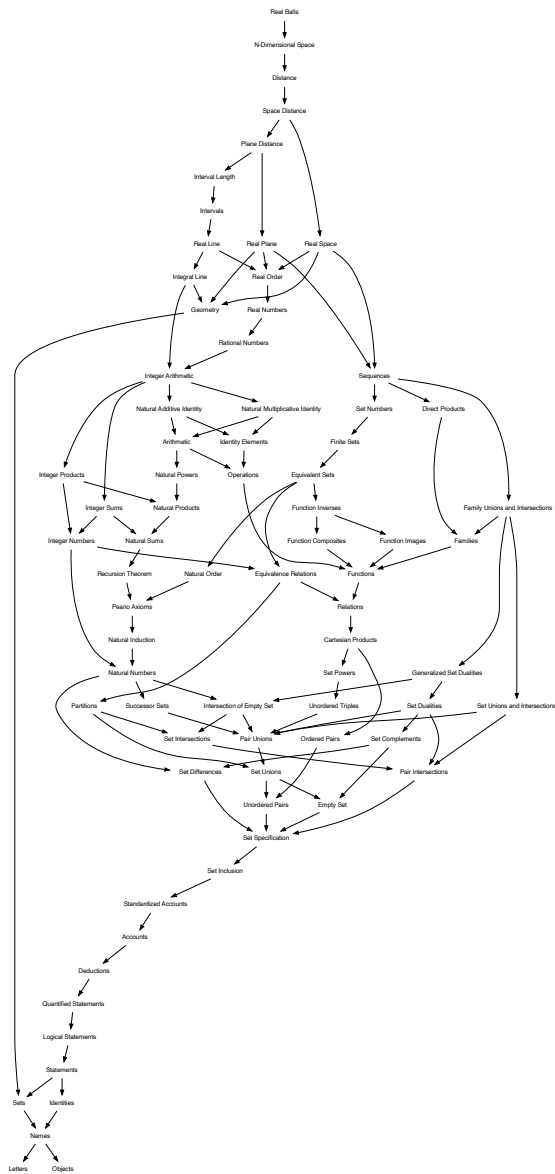 Real Balls
N-Dimensional Space
Distance
Space Distance
Plane Distance
Interval Length
Intervals
Real Line Real Plane Real Space
Integral Line Real Order
Geometry Real Numbers
Rational Numbers
Integer Arithmetic Sequences
Natural Additive Identity Natural Multiplicative Identity Set Numbers Direct Products
Arithmetic Identity Elements Finite Sets
Integer Products Natural Powers Operations Equivalent Sets
Integer Sums Natural Products Function Inverses Family Unions and Intersections
Integer Numbers Natural Sums Function Composites Function Images Families
Recursion Theorem Natural Order Equivalence Relations Functions
Peano Axioms Relations
Natural Induction Cartesian Products
Natural Numbers Set Powers Generalized Set Dualities
Partitions Successor Sets Intersection of Empty Set Unordered Triples Set Dualities Set Unions and Intersections
Set Intersections Pair Unions Ordered Pairs Set Complements
Set Differences Set Unions Pair Intersections
Unordered Pairs Empty Set
Set Specification
Set Inclusion
Standardized Accounts
Accounts
Deductions
Quantified Statements
Logical Statements
Statements
Sets Identities
Names
Letters Objects